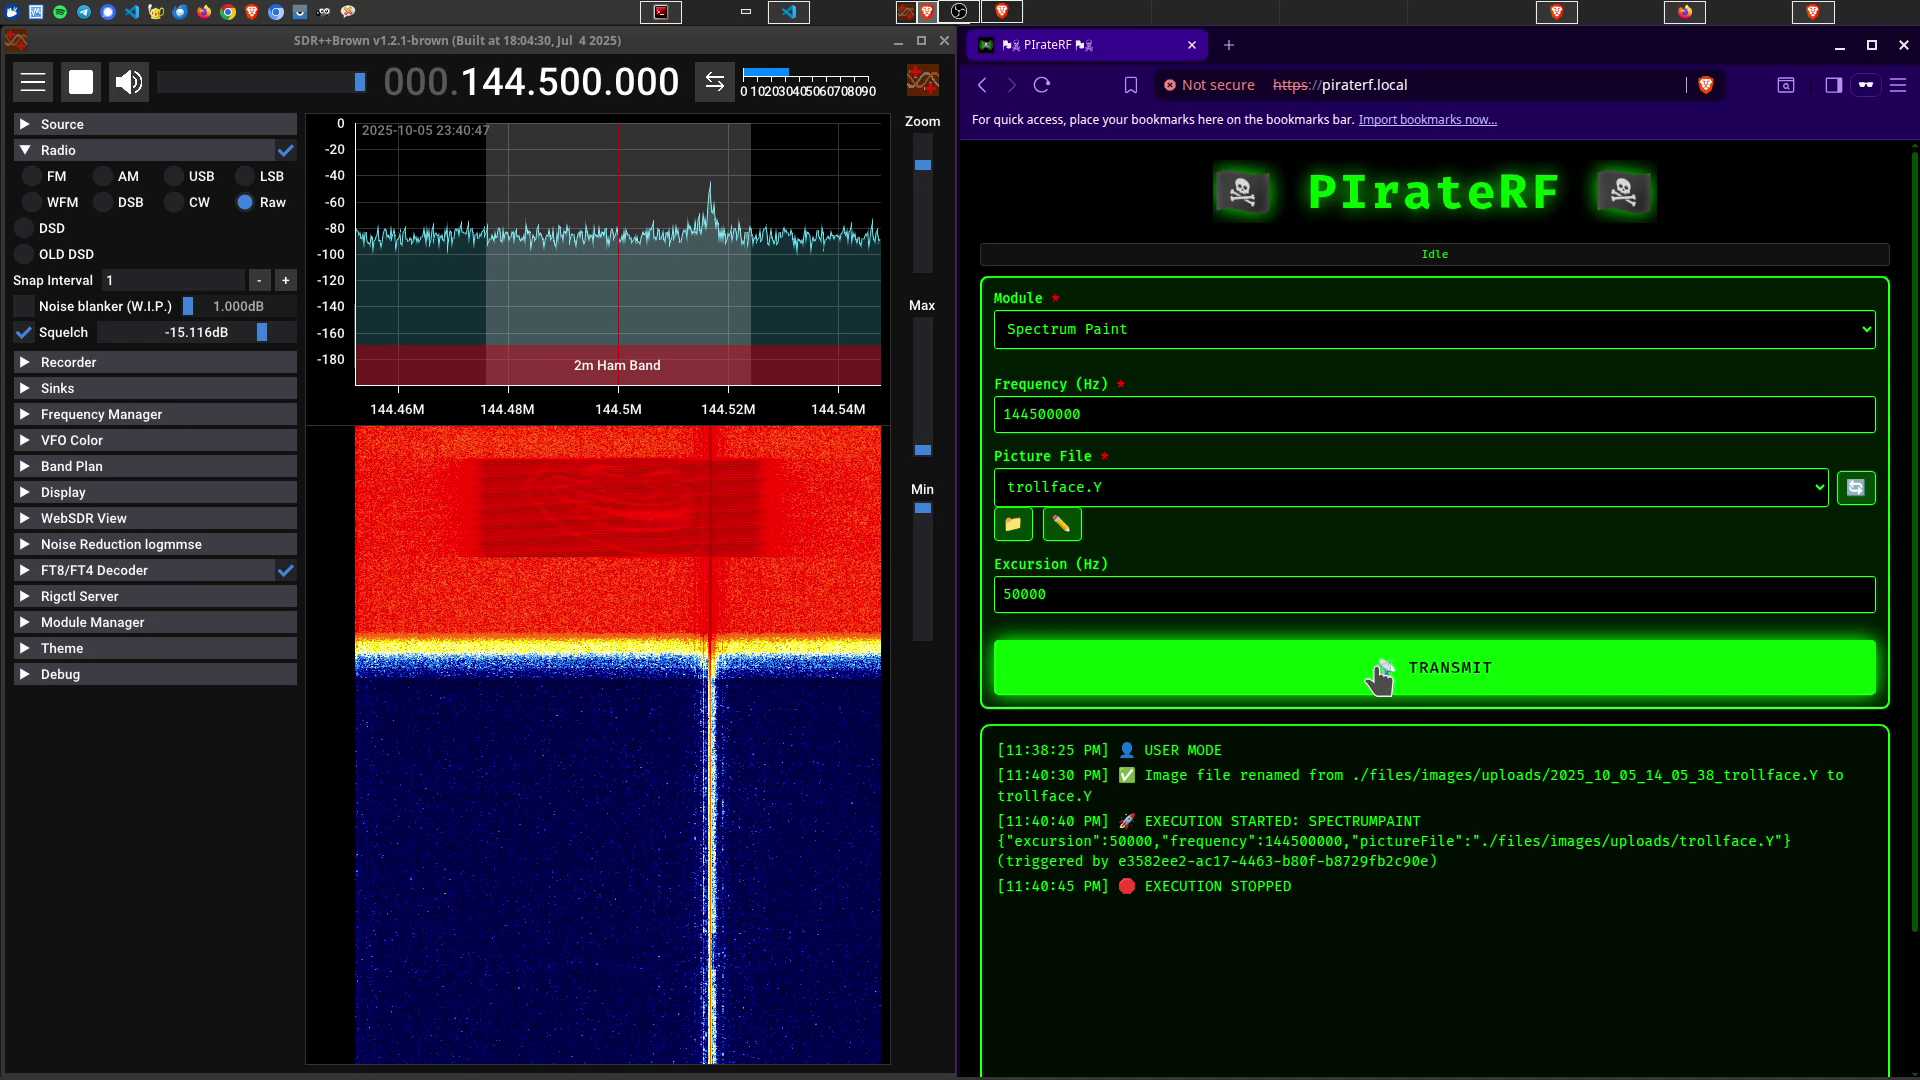 SDR++Brown v1.2.1-brown (Built at 18:04:30, Jul 4 2025)
000.144.500.000
0 102030405060708090
Source
Radio
FM AM USB LSB
WFM DSB CW Raw
DSD
OLD DSD
Snap Interval 1 - +
Noise blanker (W.I.P.) 1.000dB
Squelch -15.116dB
Recorder
Sinks
Frequency Manager
VFO Color
Band Plan
Display
WebSDR View
Noise Reduction logmmse
FT8/FT4 Decoder
Rigctl Server
Module Manager
Theme
Debug
2025-10-05 23:40:47
0
-20
-40
-60
-80
-100
-120
-140
-160
-180
2m Ham Band
144.46M 144.48M 144.5M 144.52M 144.54M
Zoom
Max
Min
PIrateRF
Not secure https://piraterf.local
For quick access, place your bookmarks here on the bookmarks bar. Import bookmarks now...
PIrateRF
Idle
Module *
Spectrum Paint
Frequency (Hz) *
144500000
Picture File *
trollface.Y
Excursion (Hz)
50000
TRANSMIT
[11:38:25 PM] 👤 USER MODE
[11:40:30 PM] ✅ Image file renamed from ./files/images/uploads/2025_10_05_14_05_38_trollface.Y to
trollface.Y
[11:40:40 PM] 🚀 EXECUTION STARTED: SPECTRUMPAINT
{"excursion":50000,"frequency":144500000,"pictureFile":"./files/images/uploads/trollface.Y"}
(triggered by e3582ee2-ac17-4463-b80f-b8729fb2c90e)
[11:40:45 PM] 🛑 EXECUTION STOPPED